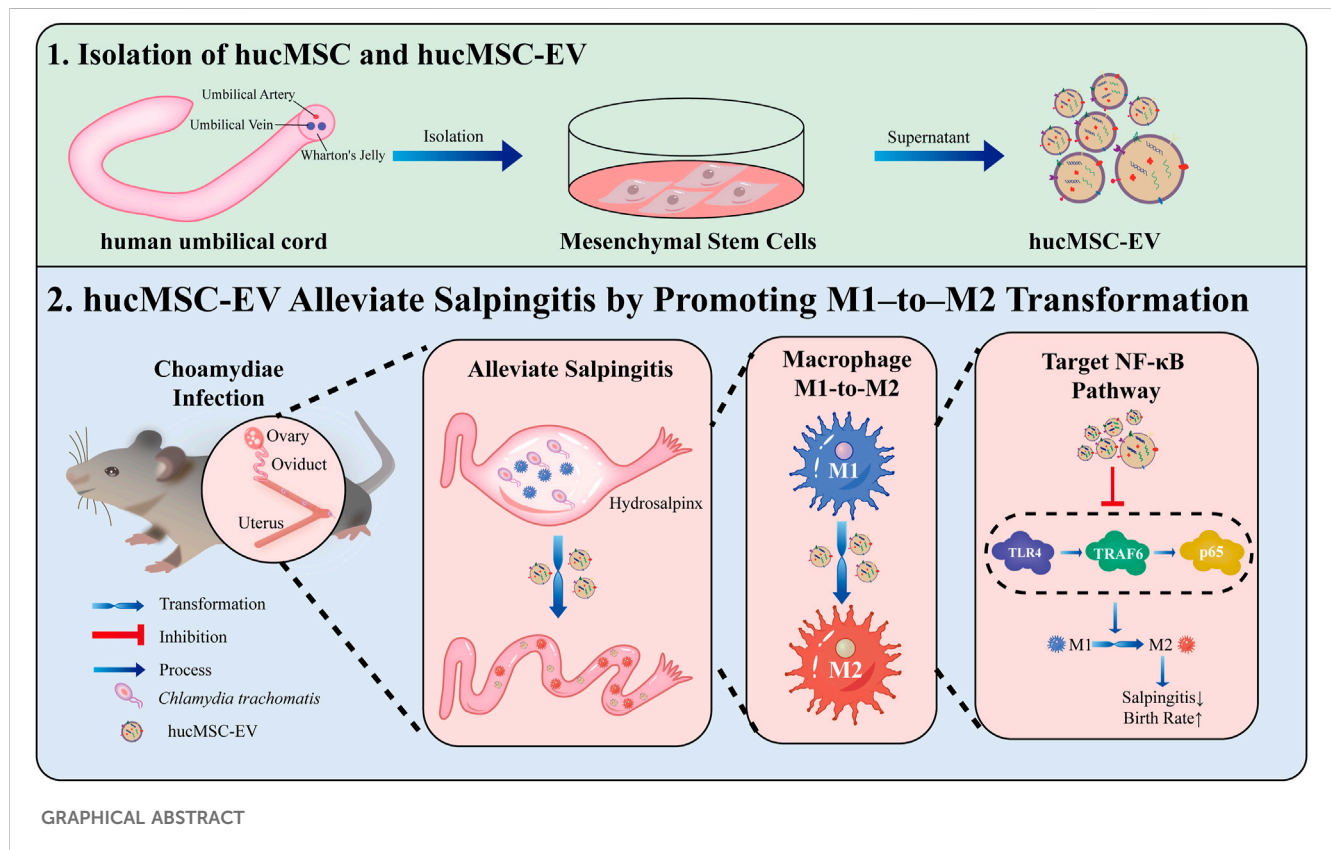 1. Isolation of hucMSC and hucMSC-EV
Umbilical Artery
Umbilical Vein
Wharton's Jelly
Isolation
Supernatant
human umbilical cord
Mesenchymal Stem Cells
hucMSC-EV
2. hucMSC-EV Alleviate Salpingitis by Promoting M1–to–M2 Transformation
Choamydiae
Infection
Ovary
Oviduct
Uterus
Transformation
Inhibition
Process
Chlamydia trachomatis
hucMSC-EV
Alleviate Salpingitis
Hydrosalpinx
Macrophage
M1-to-M2
M1
M2
Target NF-κB
Pathway
TLR4
TRAF6
p65
M1
M2
Salpingitis↓
Birth Rate↑
GRAPHICAL ABSTRACT